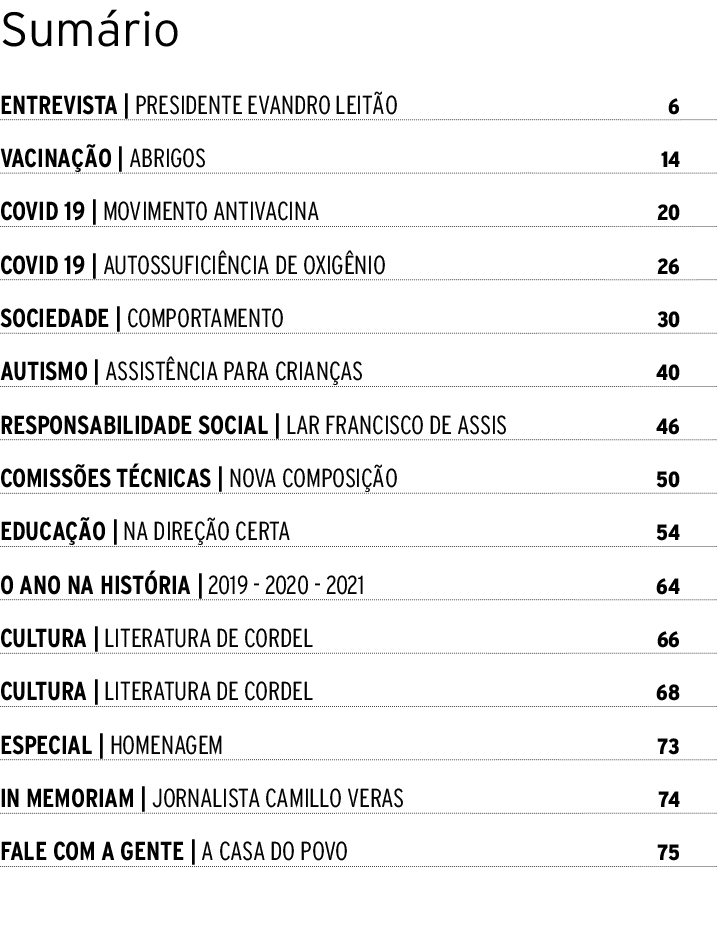 Sumário
ENTREVISTA | PRESIDENTE EVANDRO LEITÃO 6
VACINAÇÃO | ABRIGOS 14
COVID 19 | MOVIMENTO ANTIVACINA 20
COVID 19 | AUTOSSUFICIÊNCIA DE OXIGÊNIO 26
SOCIEDADE | COMPORTAMENTO 30
AUTISMO | ASSISTÊNCIA PARA CRIANÇAS 40
RESPONSABILIDADE SOCIAL | LAR FRANCISCO DE ASSIS 46
COMISSÕES TÉCNICAS | NOVA COMPOSIÇÃO 50
EDUCAÇÃO | NA DIREÇÃO CERTA 54
O ANO NA HISTÓRIA | 2019 - 2020 - 2021 64
CULTURA | LITERATURA DE CORDEL 66
CULTURA | LITERATURA DE CORDEL 68
ESPECIAL | HOMENAGEM 73
IN MEMORIAM | JORNALISTA CAMILLO VERAS 74
FALE COM A GENTE | A CASA DO POVO 75